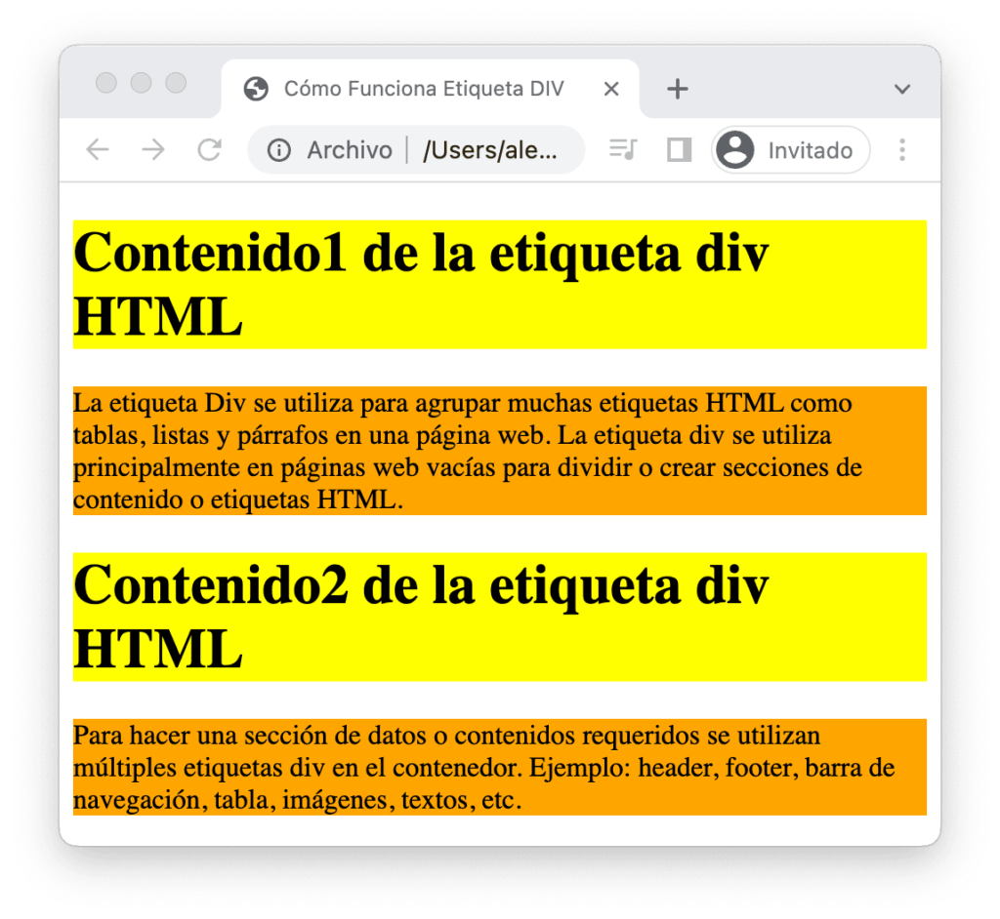 Cómo Funciona Etiqueta DIV
Archivo /Users/ale... Invitado
Contenido1 de la etiqueta div
HTML
La etiqueta Div se utiliza para agrupar muchas etiquetas HTML como
tablas, listas y párrafos en una página web. La etiqueta div se utiliza
principalmente en páginas web vacías para dividir o crear secciones de
contenido o etiquetas HTML.
Contenido2 de la etiqueta div
HTML
Para hacer una sección de datos o contenidos requeridos se utilizan
múltiples etiquetas div en el contenedor. Ejemplo: header, footer, barra de
navegación, tabla, imágenes, textos, etc.